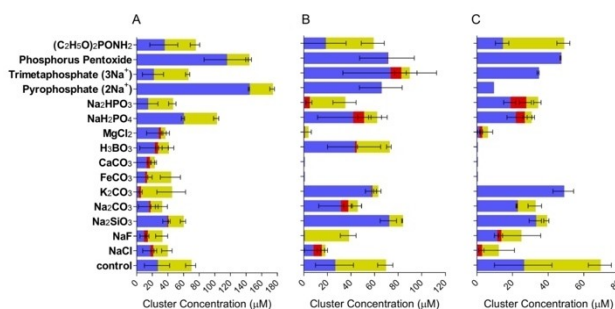 A B C
(C₂H₅O)₂PONH₂
Phosphorus Pentoxide
Trimetaphosphate (3Na⁺)
Pyrophosphate (2Na⁺)
Na₂HPO₃
NaH₂PO₄
MgCl₂
H₃BO₃
CaCO₃
FeCO₃
K₂CO₃
Na₂CO₃
Na₂SiO₃
NaF
NaCl
control
0 20 40 60 80 100 120 140 160 180
0 20 40 60 80 100 120
0 20 40 60 80
Cluster Concentration (μM) Cluster Concentration (μM) Cluster Concentration (μM)